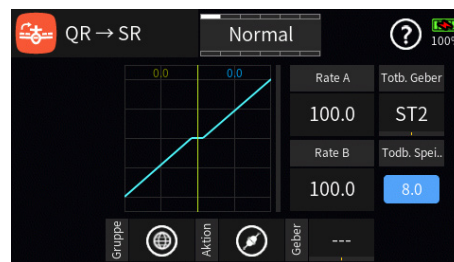 QR → SR
Normal
?
100%
0.0 0.0
Rate A
Totb. Geber
100.0
ST2
Rate B
Todb. Spei..
100.0
8.0
Gruppe
Aktion
Geber
---